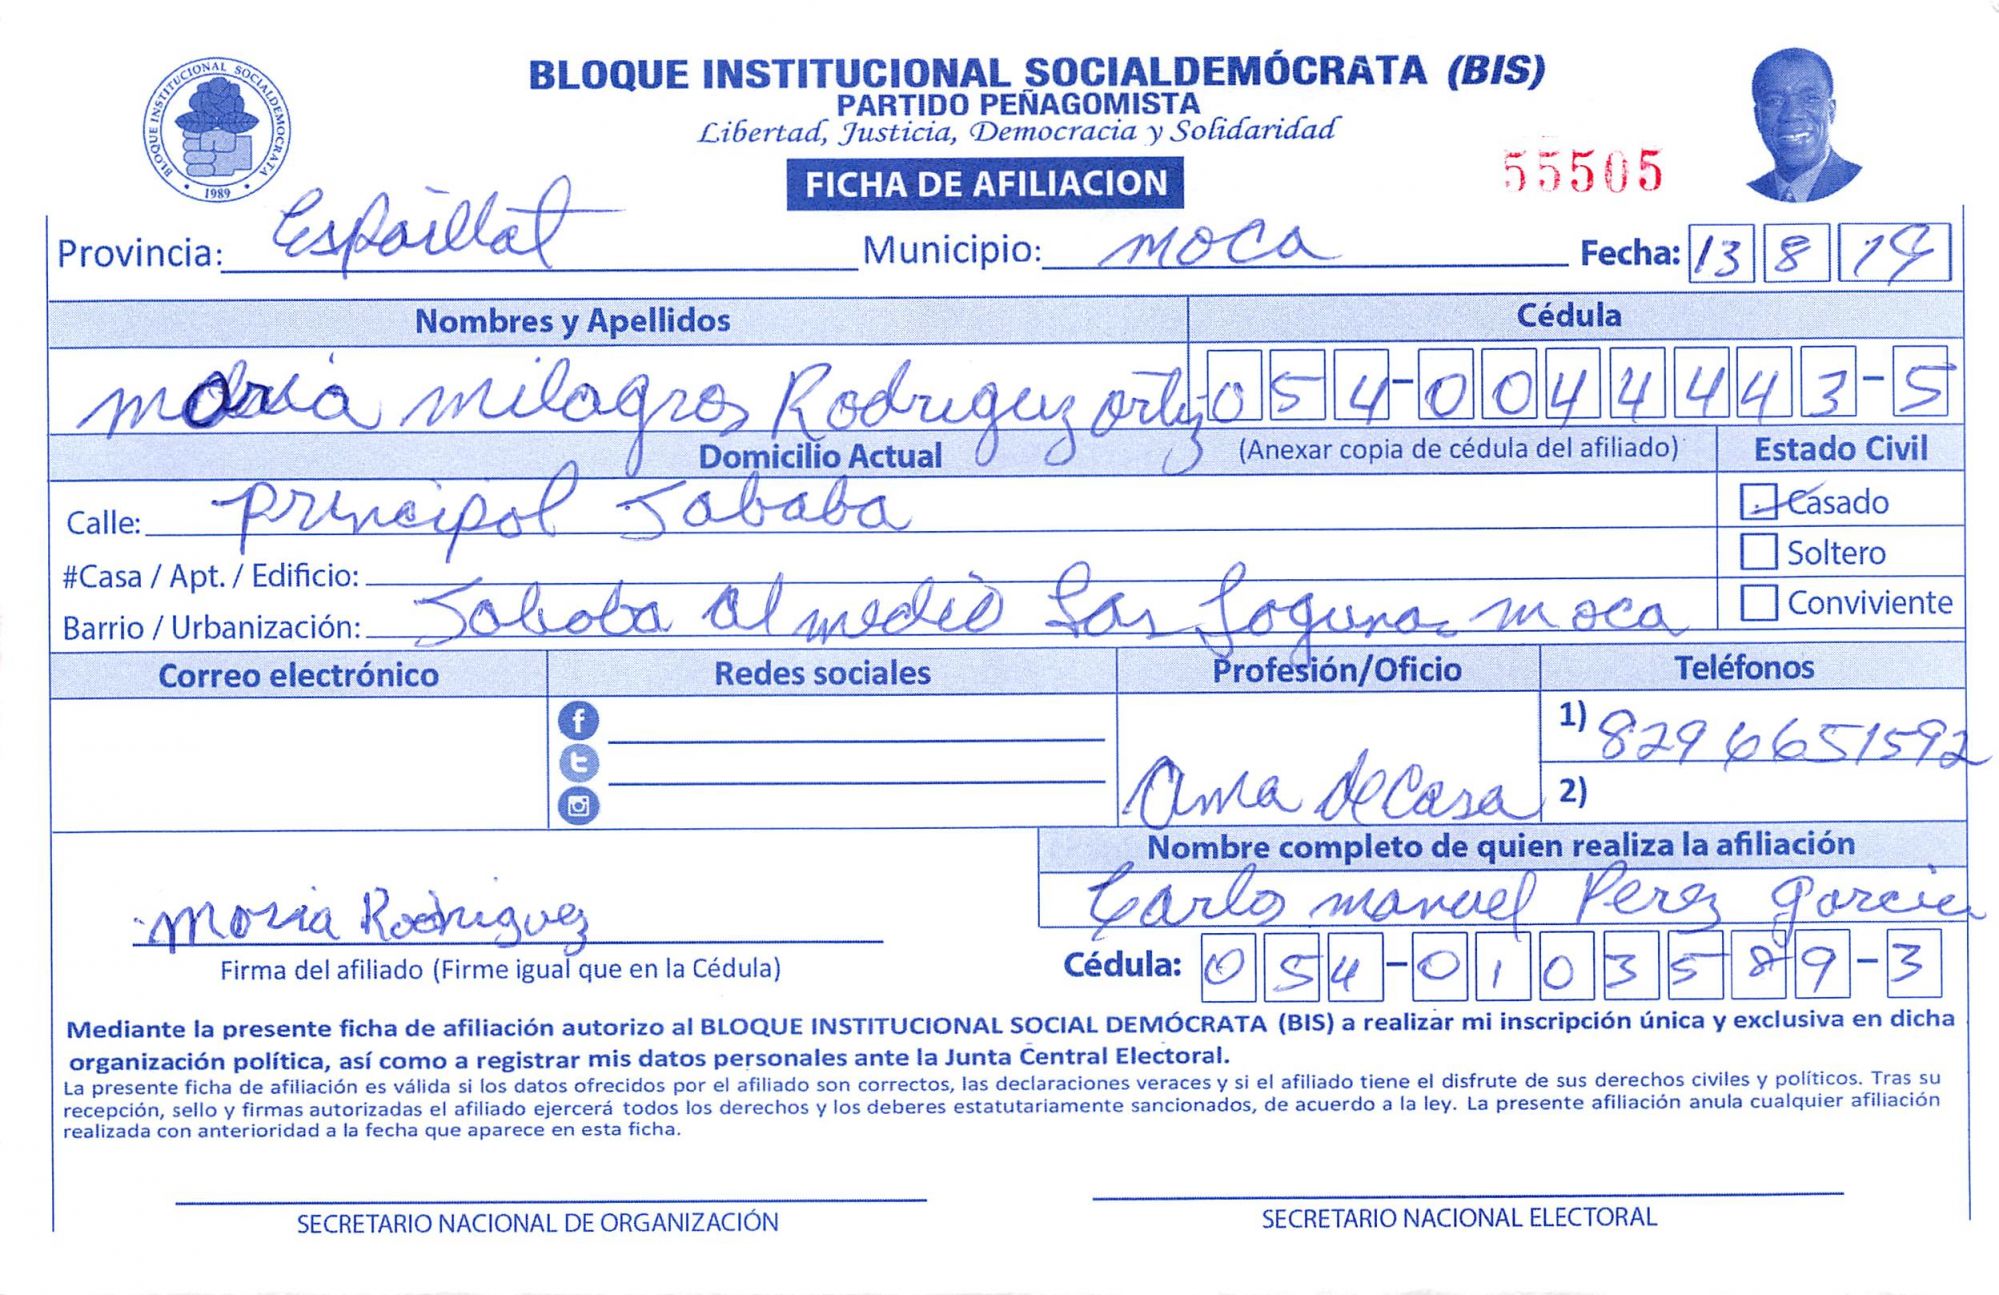 BLOQUE INSTITUCIONAL SOCIALDEMÓCRATA (BIS)
PARTIDO PEÑAGOMISTA
Libertad, Justicia, Democracia y Solidaridad
BLOQUE INSTITUCIONAL SOCIALDEMOCRATA
• 1989 •
FICHA DE AFILIACION
55505
Provincia: Espaillat Municipio: moca Fecha: 13 8 19
Nombres y Apellidos Cédula
maria milagros Rodriguez ortiz 054-0044443-5
Domicilio Actual (Anexar copia de cédula del afiliado) Estado Civil
Calle: principal Jababa Casado
#Casa / Apt. / Edificio: Soltero
Barrio / Urbanización: Jababa al medio Las Laguna moca Conviviente
Correo electrónico Redes sociales Profesión/Oficio Teléfonos
1) 829 6651592
Ama de Casa 2)
Nombre completo de quien realiza la afiliación
Carlos manuel Perez Garcia
Maria Rodriguez
Firma del afiliado (Firme igual que en la Cédula) Cédula: 054-0103589-3
Mediante la presente ficha de afiliación autorizo al BLOQUE INSTITUCIONAL SOCIAL DEMÓCRATA (BIS) a realizar mi inscripción única y exclusiva en dicha
organización política, así como a registrar mis datos personales ante la Junta Central Electoral.
La presente ficha de afiliación es válida si los datos ofrecidos por el afiliado son correctos, las declaraciones veraces y si el afiliado tiene el disfrute de sus derechos civiles y políticos. Tras su
recepción, sello y firmas autorizadas el afiliado ejercerá todos los derechos y los deberes estatutariamente sancionados, de acuerdo a la ley. La presente afiliación anula cualquier afiliación
realizada con anterioridad a la fecha que aparece en esta ficha.
SECRETARIO NACIONAL DE ORGANIZACIÓN SECRETARIO NACIONAL ELECTORAL